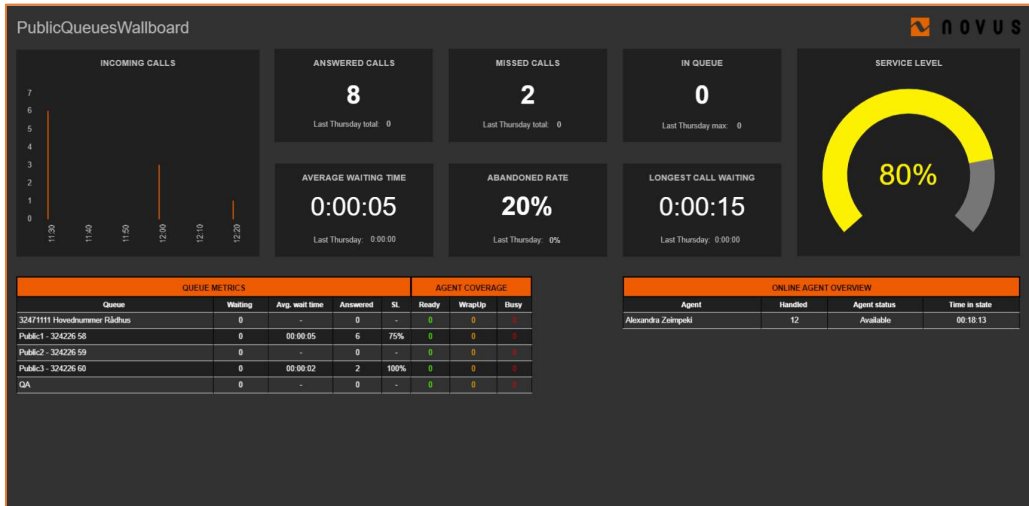 PublicQueuesWallboard
NOVUS
INCOMING CALLS
7
6
5
4
3
2
1
0
11:30
11:40
11:50
12:00
12:10
12:20
ANSWERED CALLS
8
Last Thursday total: 0
MISSED CALLS
2
Last Thursday total: 0
IN QUEUE
0
Last Thursday max: 0
SERVICE LEVEL
80%
AVERAGE WAITING TIME
0:00:05
Last Thursday: 0:00:00
ABANDONED RATE
20%
Last Thursday: 0%
LONGEST CALL WAITING
0:00:15
Last Thursday: 0:00:00
QUEUE METRICS AGENT COVERAGE
Queue Waiting Avg. wait time Answered SL Ready WrapUp Busy
32471111 Hovednummer Rådhus 0 - 0 - 0 0 0
Public1 - 324226 58 0 00:00:05 6 75% 0 0 0
Public2 - 324226 59 0 - 0 - 0 0 0
Public3 - 324226 60 0 00:00:02 2 100% 0 0 0
QA 0 - 0 - 0 0 0
ONLINE AGENT OVERVIEW
Agent Handled Agent status Time in state
Alexandra Zeimpeki 12 Available 00:18:13